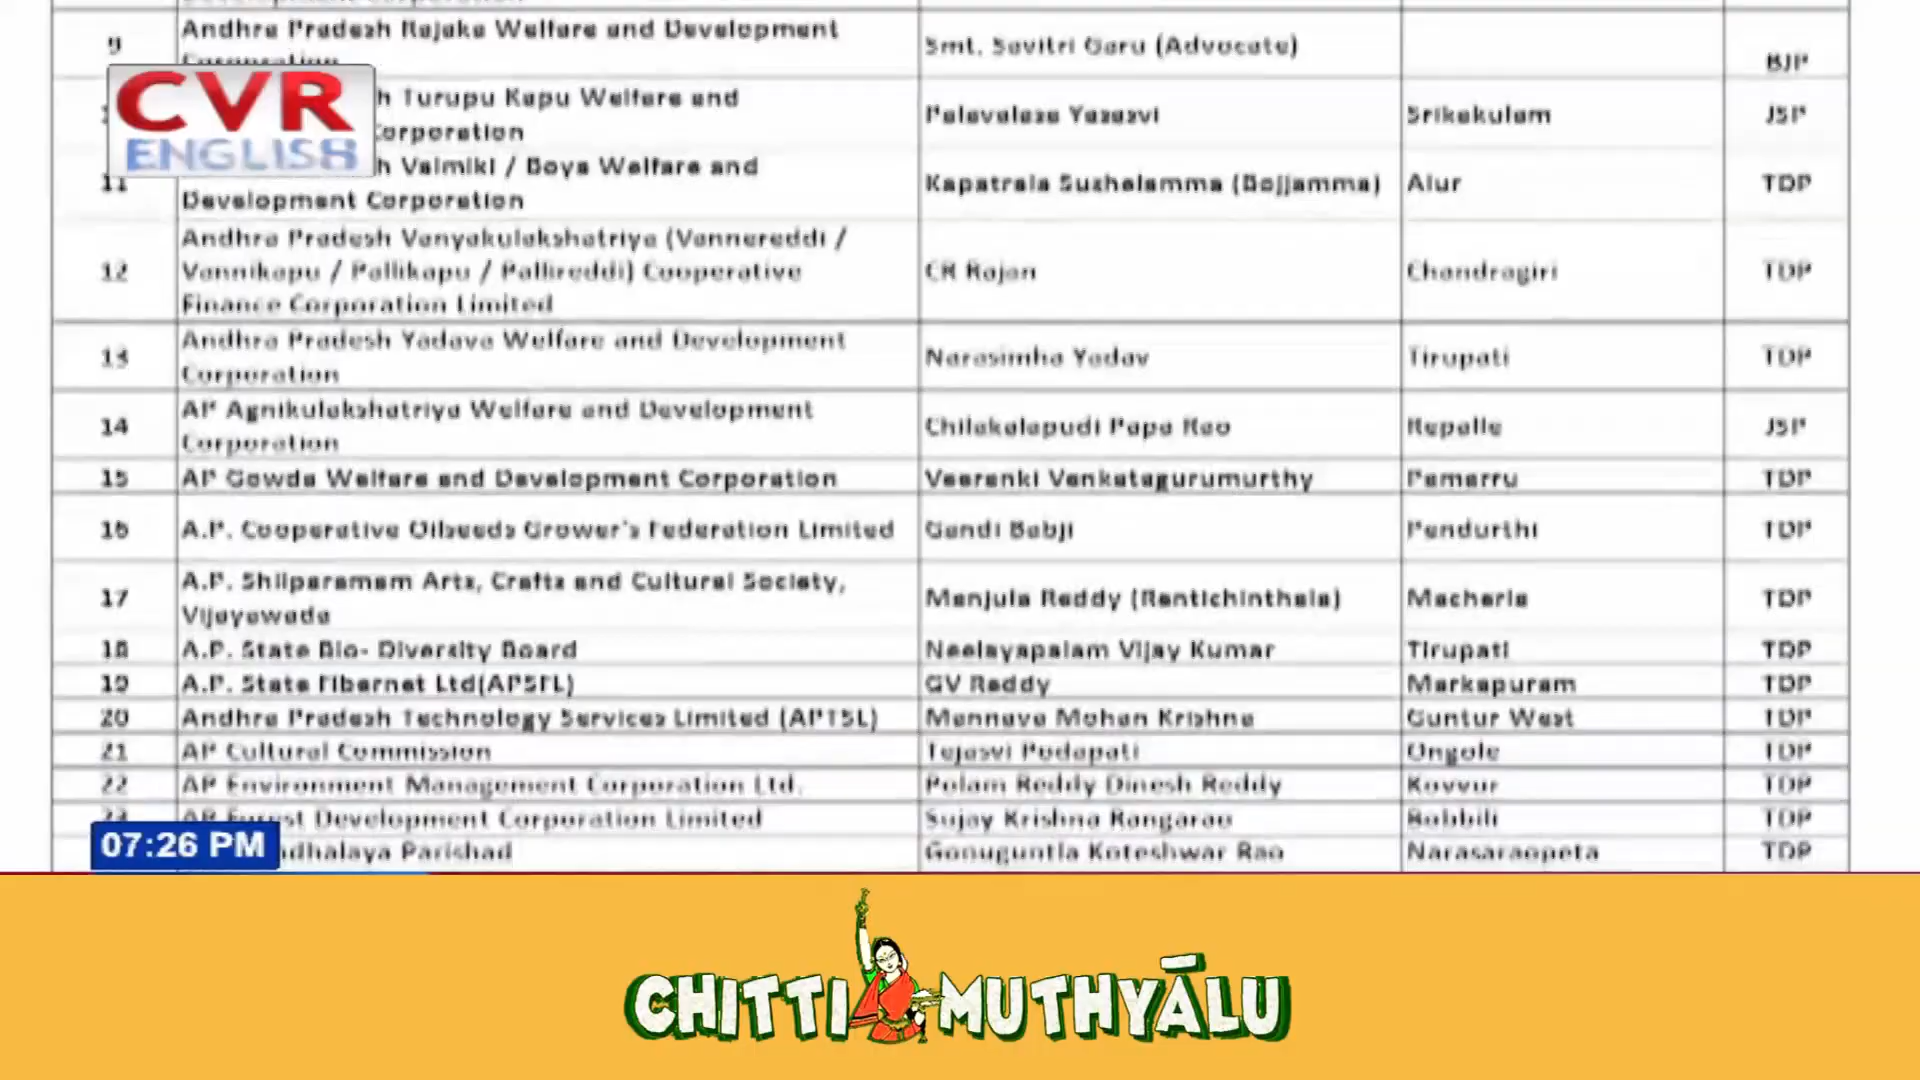 9
Andhra Pradesh Rajaka Welfare and Development
Corporation
Smt. Savitri Garu (Advocate)
BJP
h Turupu Kapu Welfare and
Corporation
Palavalasa Yasasvi
Srikakulam
JSP
11
h Valmiki / Boya Welfare and
Development Corporation
Kapatrala Sushalamma (Bojjamma)
Alur
TDP
12
Andhra Pradesh Vanyakulakshatriya (Vannereddi /
Vannikapu / Pallikapu / Pallireddi) Cooperative
Finance Corporation Limited
CR Rajan
Chandragiri
TDP
13
Andhra Pradesh Yadava Welfare and Development
Corporation
Narasimha Yadav
Tirupati
TDP
14
AP Agnikulakshatriya Welfare and Development
Corporation
Chilakalapudi Papa Rao
Repalle
JSP
15
AP Gowda Welfare and Development Corporation
Veeranki Venkatagurumurthy
Pamarru
TDP
16
A.P. Cooperative Oilseeds Grower's Federation Limited
Gandi Babji
Pendurthi
TDP
17
A.P. Shilparamam Arts, Crafts and Cultural Society,
Vijayawada
Manjula Reddy (Rentichinthala)
Macharla
TDP
18
A.P. State Bio- Diversity Board
Neelayapalam Vijay Kumar
Tirupati
TDP
19
A.P. State Fibernet Ltd(APSFL)
GV Reddy
Markapuram
TDP
20
Andhra Pradesh Technology Services Limited (APTSL)
Mannava Mohan Krishna
Guntur West
TDP
21
AP Cultural Commission
Tejasvi Podapati
Ongole
TDP
22
AP Environment Management Corporation Ltd.
Polam Reddy Dinesh Reddy
Kovvur
TDP
23
AP Forest Development Corporation Limited
Sujay Krishna Rangarao
Bobbili
TDP
dhalaya Parishad
Gonuguntla Koteshwar Rao
Narasaraopeta
TDP
CVR
ENGLISH
07:26 PM
CHITTI MUTHYĀLU